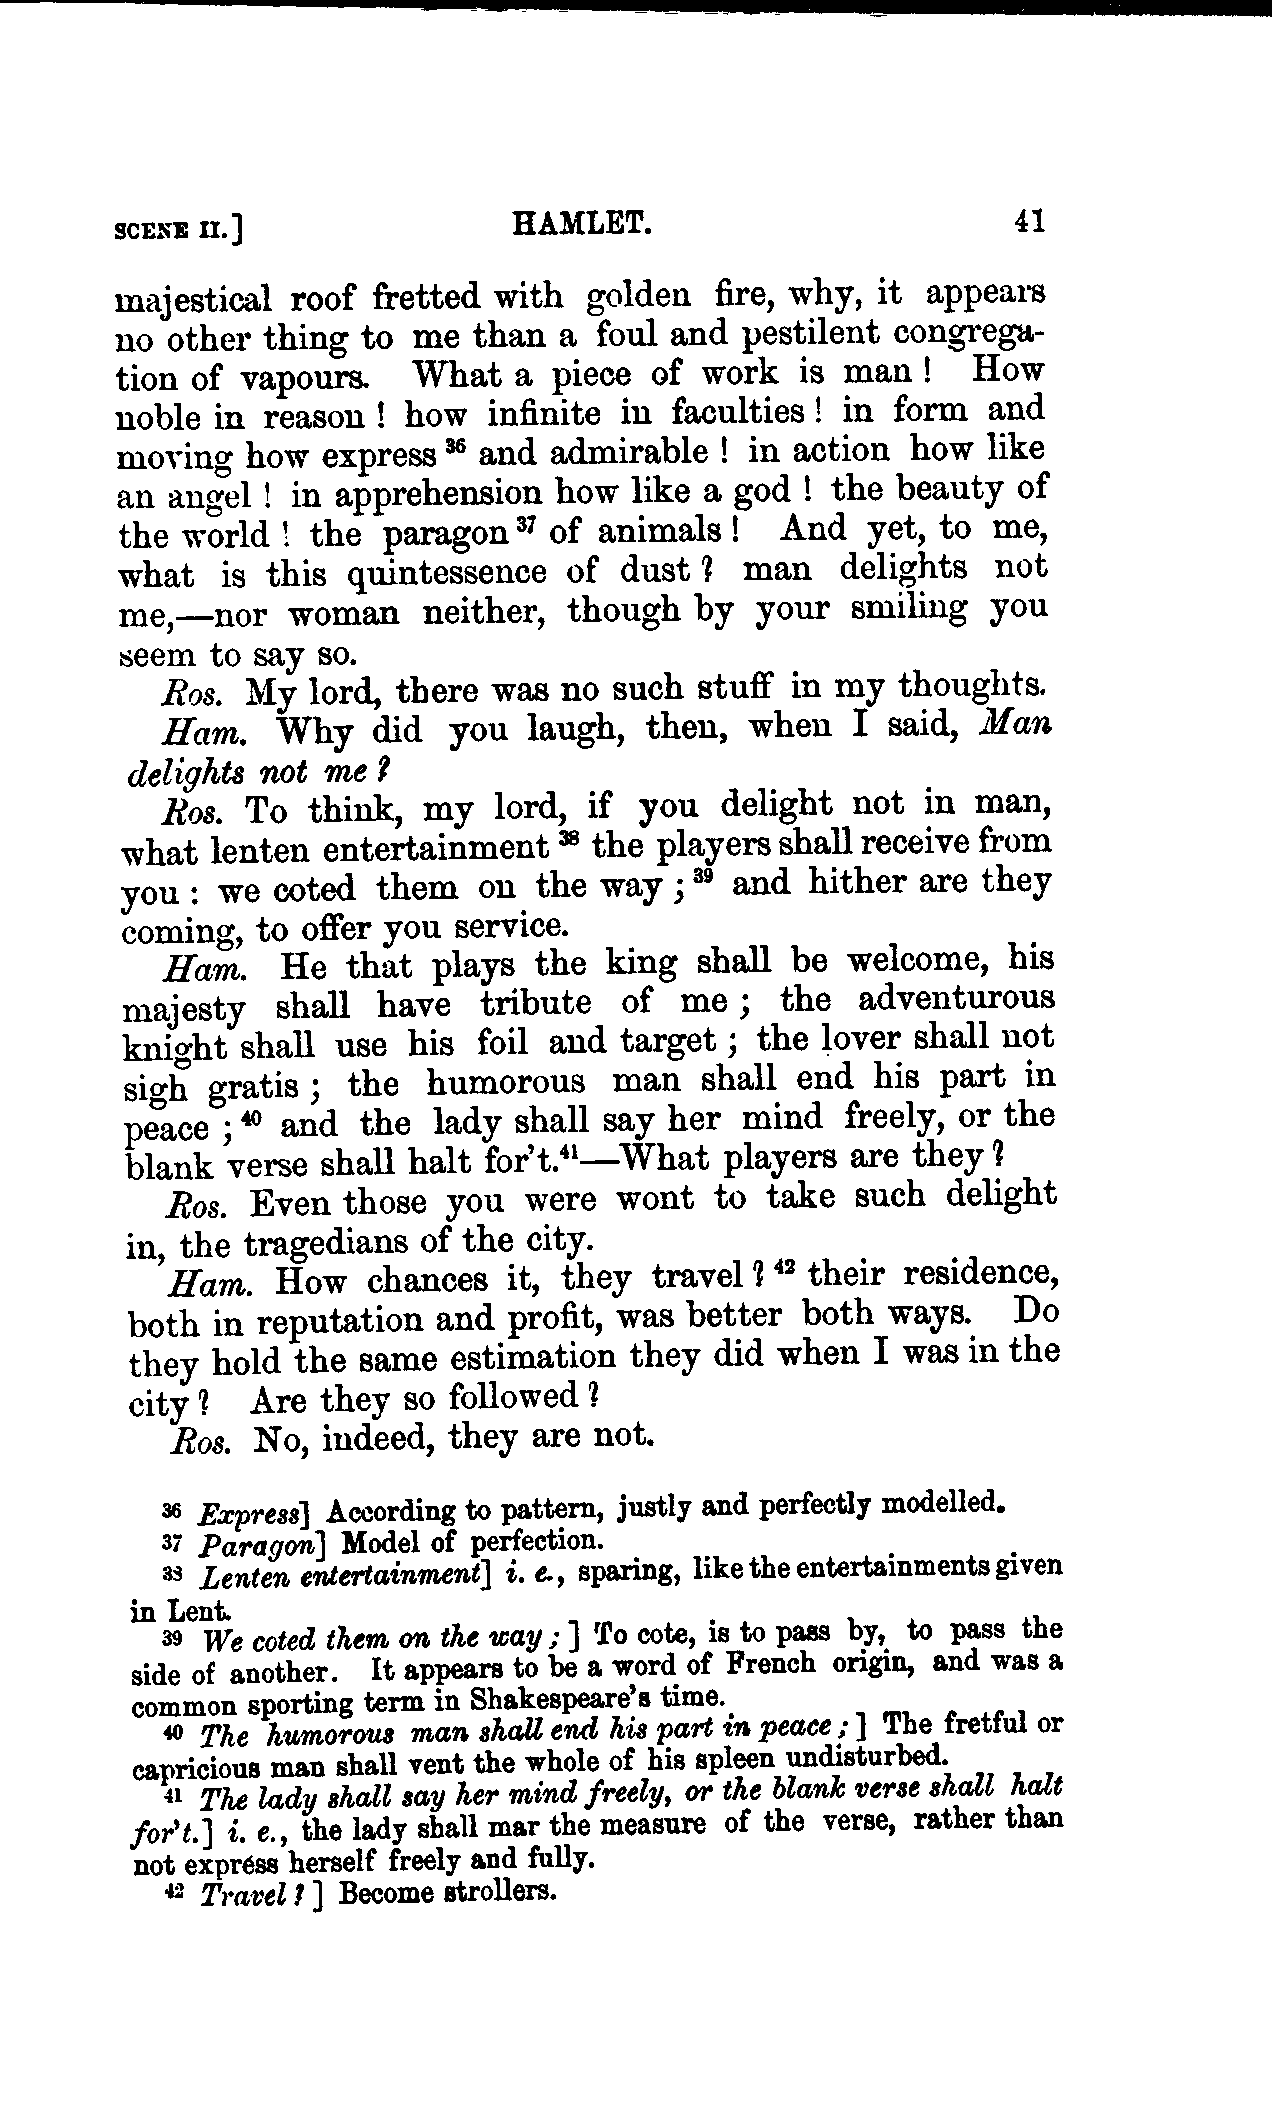 SCENE II.] HAMLET. 41
majestical roof fretted with golden fire, why, it appears
no other thing to me than a foul and pestilent congrega-
tion of vapours. What a piece of work is man! How
noble in reason! how infinite in faculties! in form and
moving how express 36 and admirable! in action how like
an angel! in apprehension how like a god! the beauty of
the world! the paragon 37 of animals! And yet, to me,
what is this quintessence of dust? man delights not
me,—nor woman neither, though by your smiling you
seem to say so.
Ros. My lord, there was no such stuff in my thoughts.
Ham. Why did you laugh, then, when I said, Man
delights not me?
Ros. To think, my lord, if you delight not in man,
what lenten entertainment 38 the players shall receive from
you: we coted them on the way; 39 and hither are they
coming, to offer you service.
Ham. He that plays the king shall be welcome, his
majesty shall have tribute of me; the adventurous
knight shall use his foil and target; the lover shall not
sigh gratis; the humorous man shall end his part in
peace; 40 and the lady shall say her mind freely, or the
blank verse shall halt for't. 41—What players are they?
Ros. Even those you were wont to take such delight
in, the tragedians of the city.
Ham. How chances it, they travel? 42 their residence,
both in reputation and profit, was better both ways. Do
they hold the same estimation they did when I was in the
city? Are they so followed?
Ros. No, indeed, they are not.
36 Express] According to pattern, justly and perfectly modelled.
37 Paragon] Model of perfection.
38 Lenten entertainment] i. e., sparing, like the entertainments given
in Lent.
39 We coted them on the way;] To cote, is to pass by, to pass the
side of another. It appears to be a word of French origin, and was a
common sporting term in Shakespeare's time.
40 The humorous man shall end his part in peace;] The fretful or
capricious man shall vent the whole of his spleen undisturbed.
41 The lady shall say her mind freely, or the blank verse shall halt
for't.] i. e., the lady shall mar the measure of the verse, rather than
not express herself freely and fully.
42 Travel?] Become strollers.